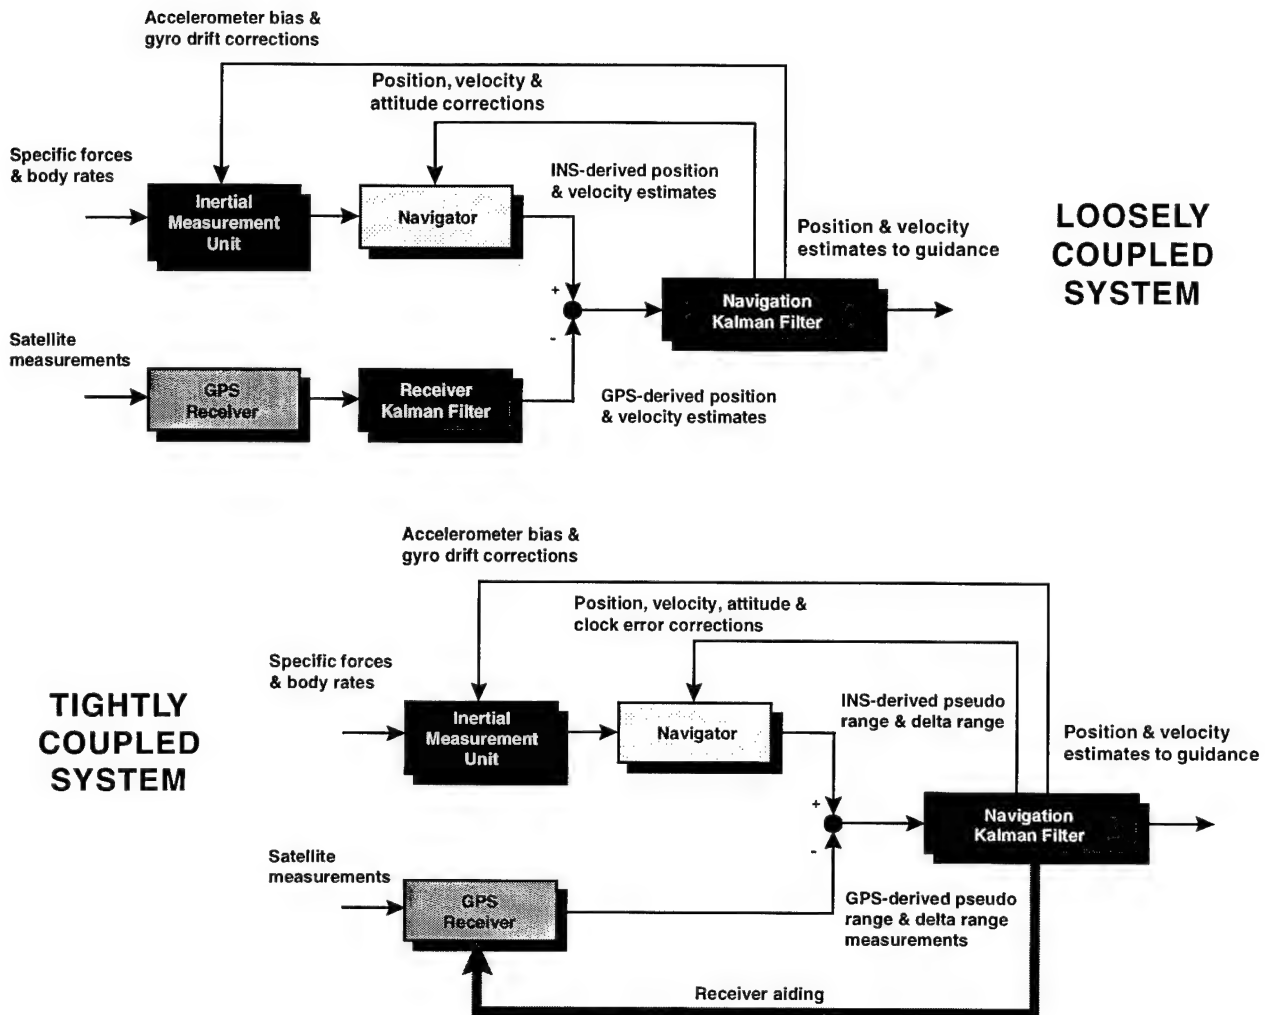 Accelerometer bias &
gyro drift corrections
Position, velocity &
attitude corrections
Specific forces
& body rates
INS-derived position
& velocity estimates
Inertial
Measurement
Unit
Navigator
Position & velocity
estimates to guidance
LOOSELY
COUPLED
SYSTEM
+
Navigation
Kalman Filter
-
Satellite
measurements
GPS
Receiver
Receiver
Kalman Filter
GPS-derived position
& velocity estimates
Accelerometer bias &
gyro drift corrections
Position, velocity, attitude &
clock error corrections
Specific forces
& body rates
TIGHTLY
COUPLED
SYSTEM
Inertial
Measurement
Unit
Navigator
INS-derived pseudo
range & delta range
Position & velocity
estimates to guidance
+
Navigation
Kalman Filter
-
Satellite
measurements
GPS
Receiver
GPS-derived pseudo
range & delta range
measurements
Receiver aiding